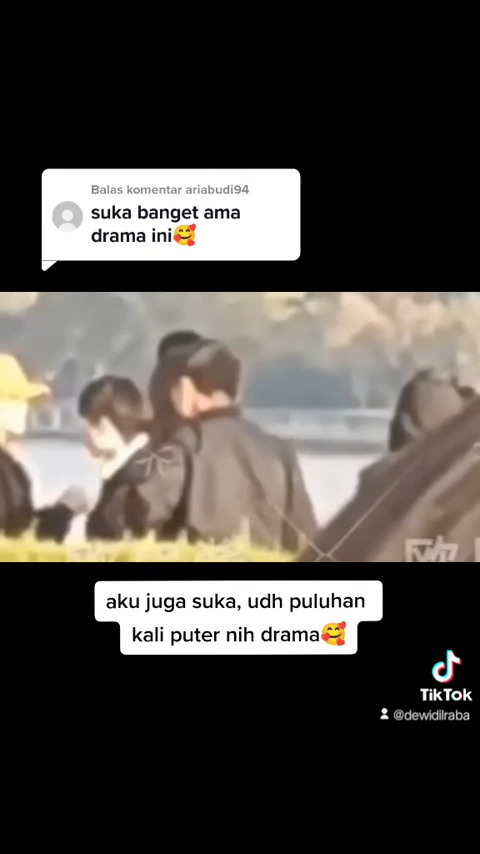 Balas komentar ariabudi94
suka banget ama
drama ini🥰
aku juga suka, udh puluhan
kali puter nih drama🥰
TikTok
@dewidilraba